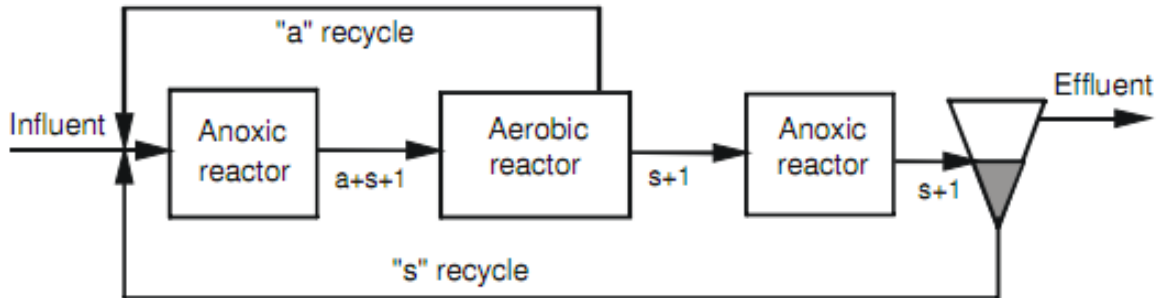 "a" recycle
Influent
Anoxic
reactor
a+s+1
Aerobic
reactor
s+1
Anoxic
reactor
s+1
Effluent
"s" recycle